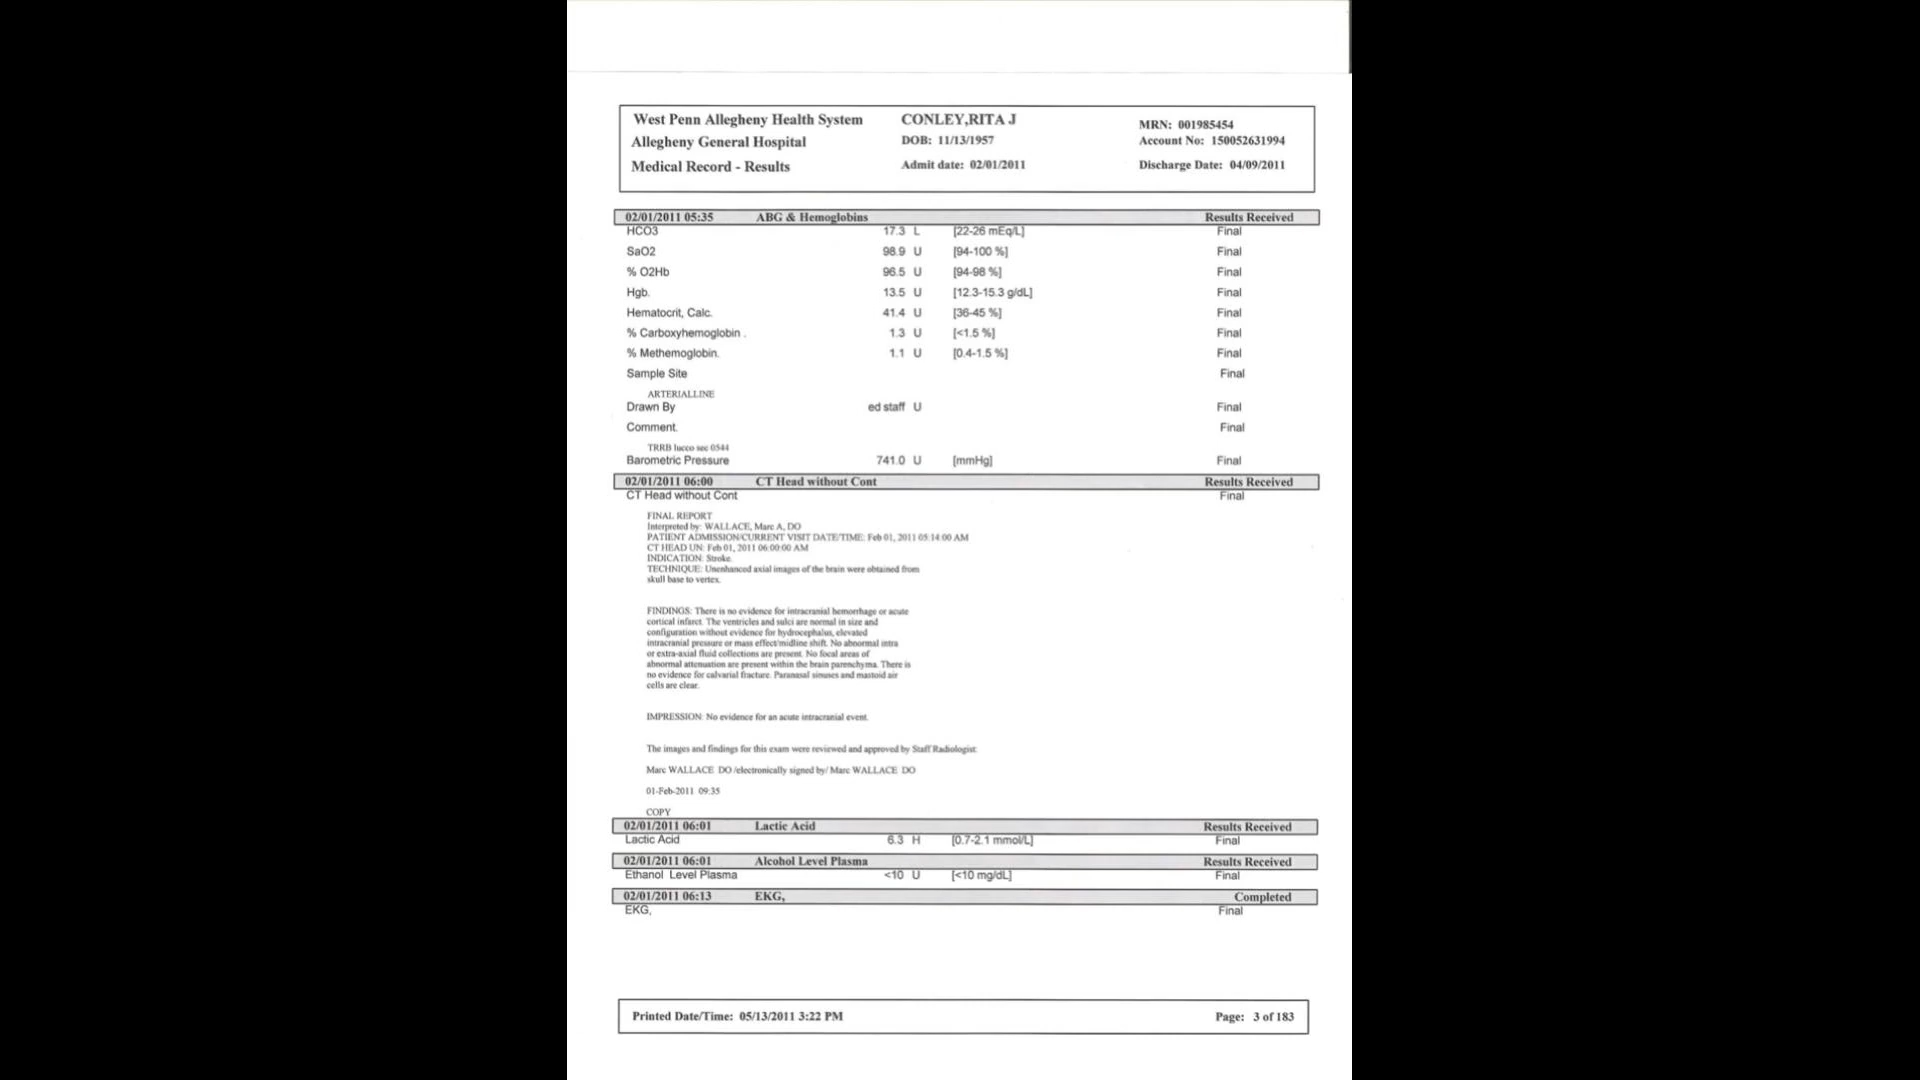 West Penn Allegheny Health System CONLEY,RITA J MRN: 001985454
Allegheny General Hospital DOB: 11/13/1957 Account No: 150052631994
Medical Record - Results Admit date: 02/01/2011 Discharge Date: 04/09/2011
02/01/2011 05:35 ABG & Hemoglobins Results Received
HCO3 17.3 L [22-26 mEq/L] Final
SaO2 98.9 U [94-100 %] Final
% O2Hb 96.5 U [94-98 %] Final
Hgb. 13.5 U [12.3-15.3 g/dL] Final
Hematocrit, Calc. 41.4 U [36-45 %] Final
% Carboxyhemoglobin . 1.3 U [<1.5 %] Final
% Methemoglobin. 1.1 U [0.4-1.5 %] Final
Sample Site Final
ARTERIALLINE
Drawn By ed staff U Final
Comment. Final
TRRB lucco sec 0544
Barometric Pressure 741.0 U [mmHg] Final
02/01/2011 06:00 CT Head without Cont Results Received
CT Head without Cont Final
FINAL REPORT
Interpreted by: WALLACE, Marc A, DO
PATIENT ADMISSION/CURRENT VISIT DATE/TIME: Feb 01, 2011 05:14:00 AM
CT HEAD UN: Feb 01, 2011 06:00:00 AM
INDICATION: Stroke.
TECHNIQUE: Unenhanced axial images of the brain were obtained from
skull base to vertex.
FINDINGS: There is no evidence for intracranial hemorrhage or acute
cortical infarct. The ventricles and sulci are normal in size and
configuration without evidence for hydrocephalus, elevated
intracranial pressure or mass effect/midline shift. No abnormal intra
or extra-axial fluid collections are present. No focal areas of
abnormal attenuation are present within the brain parenchyma. There is
no evidence for calvarial fracture. Paranasal sinuses and mastoid air
cells are clear.
IMPRESSION: No evidence for an acute intracranial event.
The images and findings for this exam were reviewed and approved by Staff Radiologist.
Marc WALLACE DO /electronically signed by/ Marc WALLACE DO
01-Feb-2011 09:35
COPY
02/01/2011 06:01 Lactic Acid Results Received
Lactic Acid 6.3 H [0.7-2.1 mmol/L] Final
02/01/2011 06:01 Alcohol Level Plasma Results Received
Ethanol Level Plasma <10 U [<10 mg/dL] Final
02/01/2011 06:13 EKG, Completed
EKG, Final
Printed Date/Time: 05/13/2011 3:22 PM Page: 3 of 183